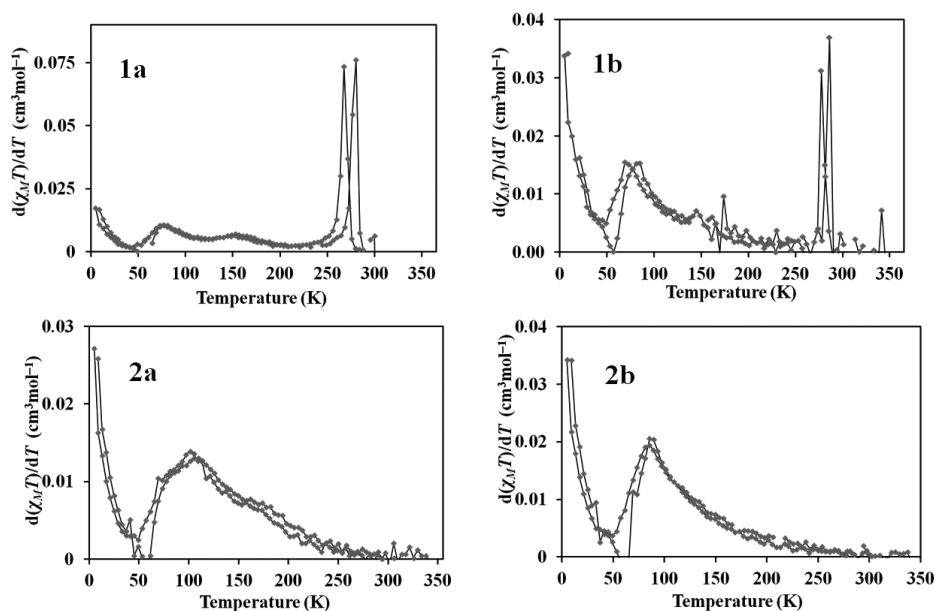 d(χMT)/dT (cm³mol⁻¹)
0.075
0.05
0.025
0
1a
0 50 100 150 200 250 300 350
Temperature (K)
d(χMT)/dT (cm³mol⁻¹)
0.04
0.03
0.02
0.01
0.00
1b
0 50 100 150 200 250 300 350
Temperature (K)
d(χMT)/dT (cm³mol⁻¹)
0.03
0.02
0.01
0
2a
0 50 100 150 200 250 300 350
Temperature (K)
d(χMT)/dT (cm³mol⁻¹)
0.04
0.03
0.02
0.01
0
2b
0 50 100 150 200 250 300 350
Temperature (K)